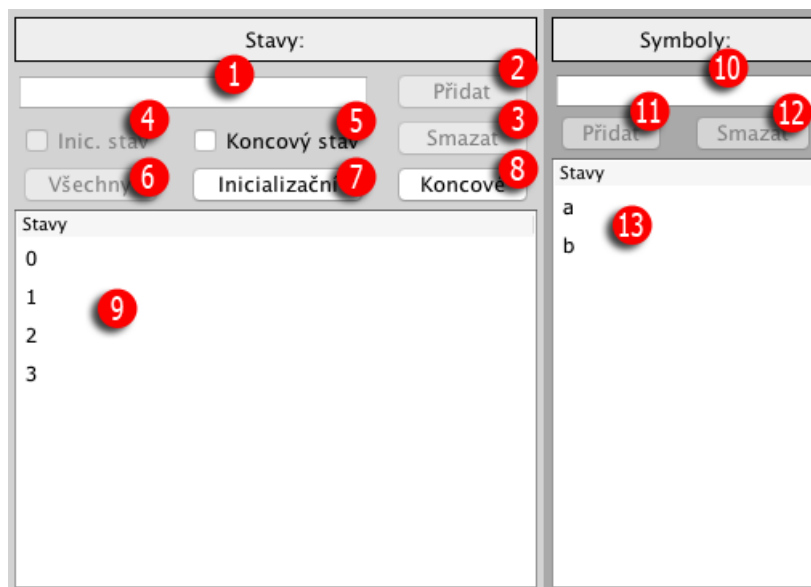 Stavy:
1
2
Přidat
4
Inic. stav
5
Koncový stav
3
Smazat
6
Všechny
7
Inicializační
8
Koncové
Stavy
0
1
9
2
3
Symboly:
10
11
Přidat
12
Smazat
Stavy
a
13
b